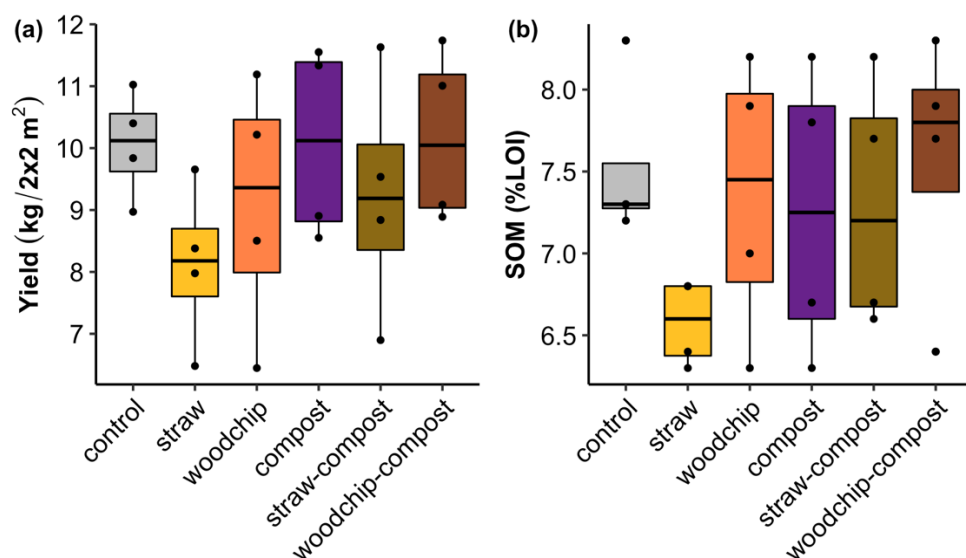 (a)
Yield (kg/2x2 m²)
12
11
10
9
8
7
control
straw
woodchip
compost
straw-compost
woodchip-compost
(b)
SOM (%LOI)
8.0
7.5
7.0
6.5
control
straw
woodchip
compost
straw-compost
woodchip-compost